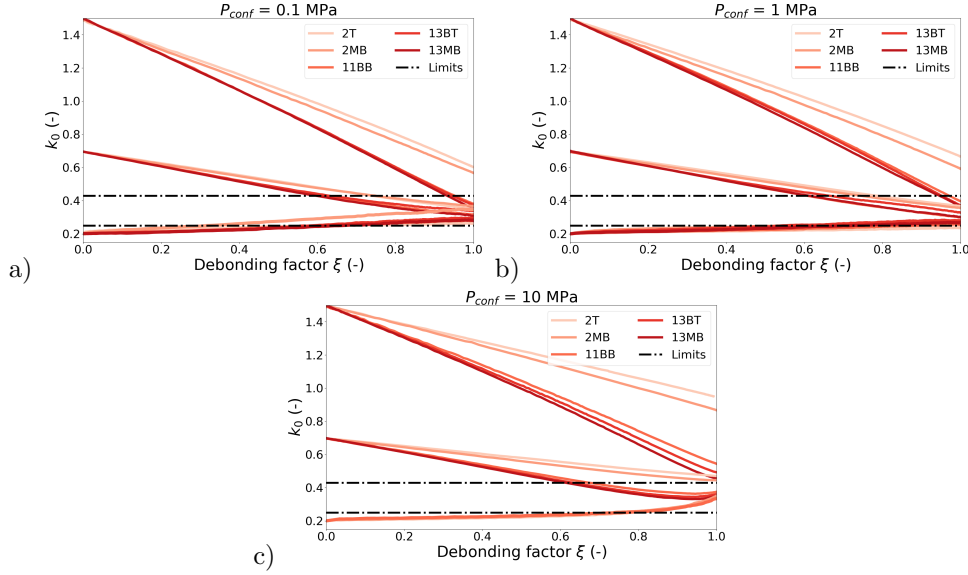 P_conf = 0.1 MPa
k_0 (-)
1.4
1.2
1.0
0.8
0.6
0.4
0.2
2T
2MB
11BB
13BT
13MB
Limits
0.0 0.2 0.4 0.6 0.8 1.0
Debonding factor ξ (-)
a)
P_conf = 1 MPa
k_0 (-)
1.4
1.2
1.0
0.8
0.6
0.4
0.2
2T
2MB
11BB
13BT
13MB
Limits
0.0 0.2 0.4 0.6 0.8 1.0
Debonding factor ξ (-)
b)
P_conf = 10 MPa
k_0 (-)
1.4
1.2
1.0
0.8
0.6
0.4
0.2
2T
2MB
11BB
13BT
13MB
Limits
0.0 0.2 0.4 0.6 0.8 1.0
Debonding factor ξ (-)
c)